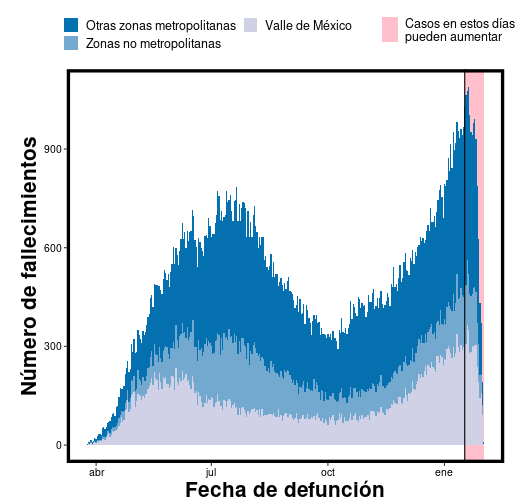 Otras zonas metropolitanas
Valle de México
Zonas no metropolitanas
Casos en estos días
pueden aumentar
Número de fallecimientos
900
600
300
0
abr
jul
oct
ene
Fecha de defunción